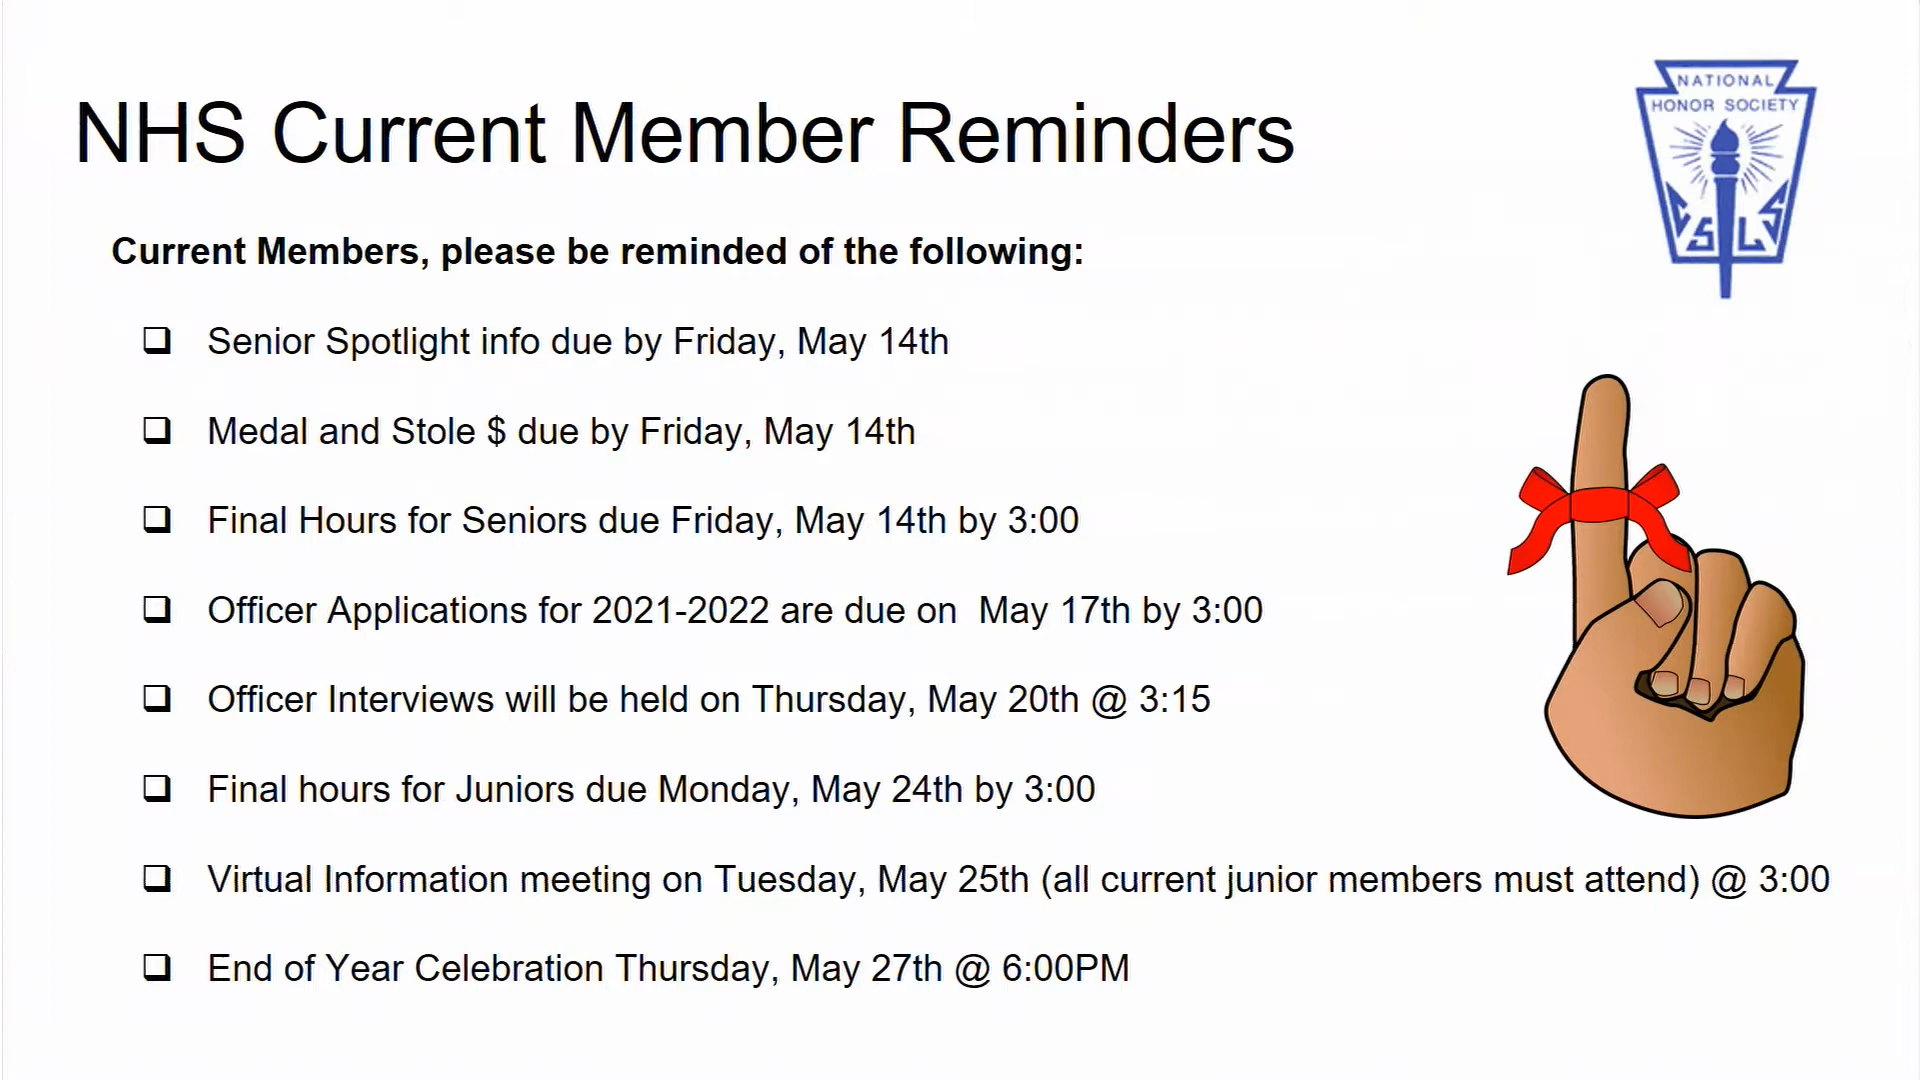 NHS Current Member Reminders
NATIONAL
HONOR SOCIETY
C S L S
Current Members, please be reminded of the following:
Senior Spotlight info due by Friday, May 14th
Medal and Stole $ due by Friday, May 14th
Final Hours for Seniors due Friday, May 14th by 3:00
Officer Applications for 2021-2022 are due on  May 17th by 3:00
Officer Interviews will be held on Thursday, May 20th @ 3:15
Final hours for Juniors due Monday, May 24th by 3:00
Virtual Information meeting on Tuesday, May 25th (all current junior members must attend) @ 3:00
End of Year Celebration Thursday, May 27th @ 6:00PM